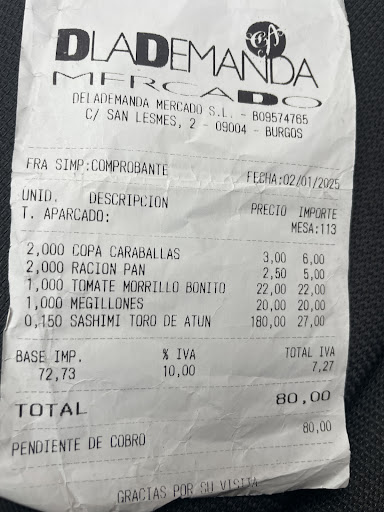 DLADEMANDA
MERCADO
DELADEMANDA MERCADO S.L. - B09574765
C/ SAN LESMES, 2 - 09004 - BURGOS
FRA SIMP:COMPROBANTE FECHA:02/01/2025
UNID. DESCRIPCION PRECIO IMPORTE
T. APARCADO: MESA:113
2,000 COPA CARABALLAS 3,00 6,00
2,000 RACION PAN 2,50 5,00
1,000 TOMATE MORRILLO BONITO 22,00 22,00
1,000 MEGILLONES 20,00 20,00
0,150 SASHIMI TORO DE ATUN 180,00 27,00
BASE IMP. % IVA TOTAL IVA
72,73 10,00 7,27
TOTAL 80,00
PENDIENTE DE COBRO 80,00
GRACIAS POR SU VISITA